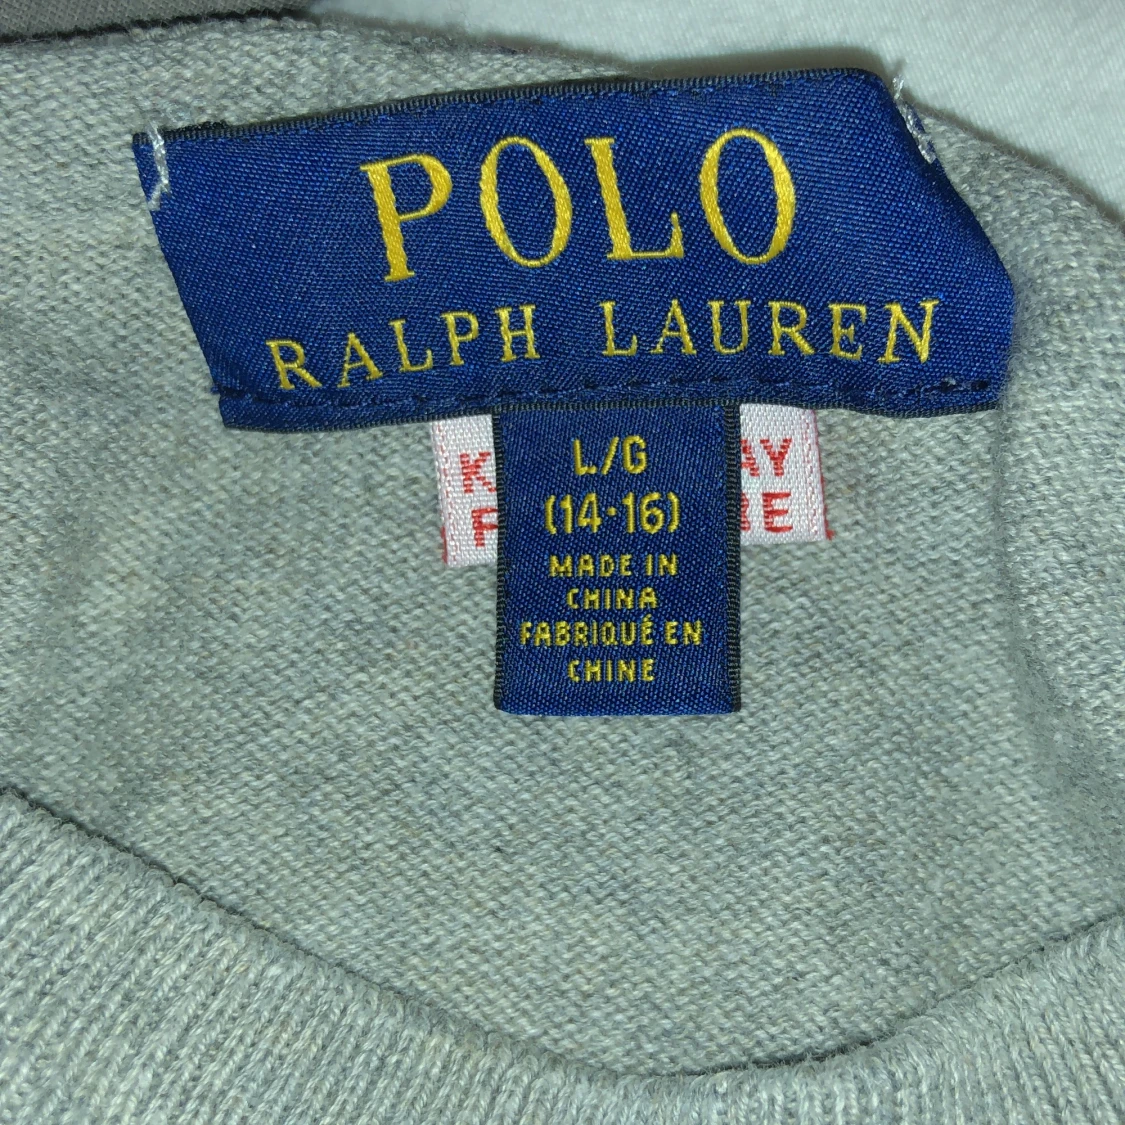 POLO
RALPH LAUREN
L/G
(14•16)
MADE IN
CHINA
FABRIQUÉ EN
CHINE